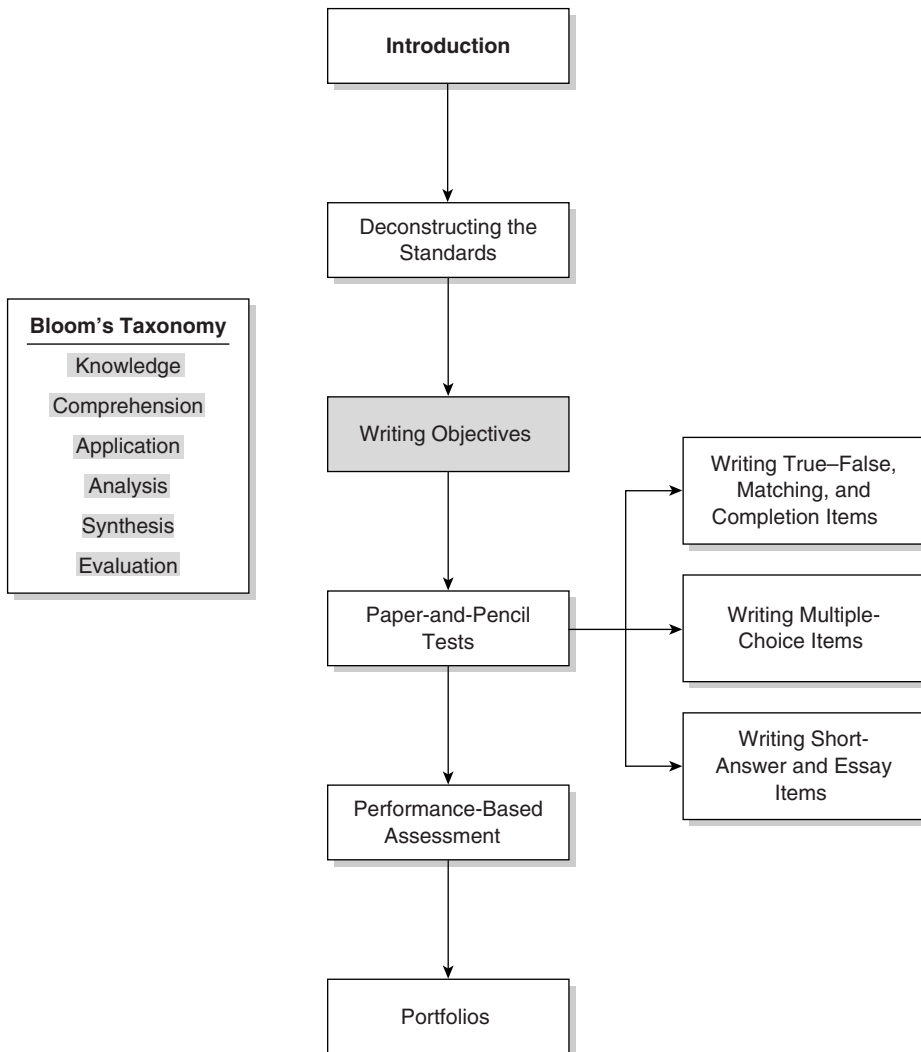 Introduction
Deconstructing the
Standards
Bloom’s Taxonomy
Knowledge
Comprehension
Application
Analysis
Synthesis
Evaluation
Writing Objectives
Paper-and-Pencil
Tests
Writing True–False,
Matching, and
Completion Items
Writing Multiple-
Choice Items
Writing Short-
Answer and Essay
Items
Performance-Based
Assessment
Portfolios